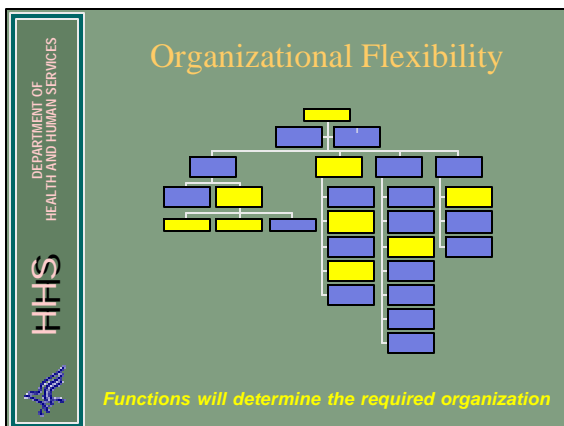 Organizational Flexibility
DEPARTMENT OF
HEALTH AND HUMAN SERVICES
HHS
Functions will determine the required organization